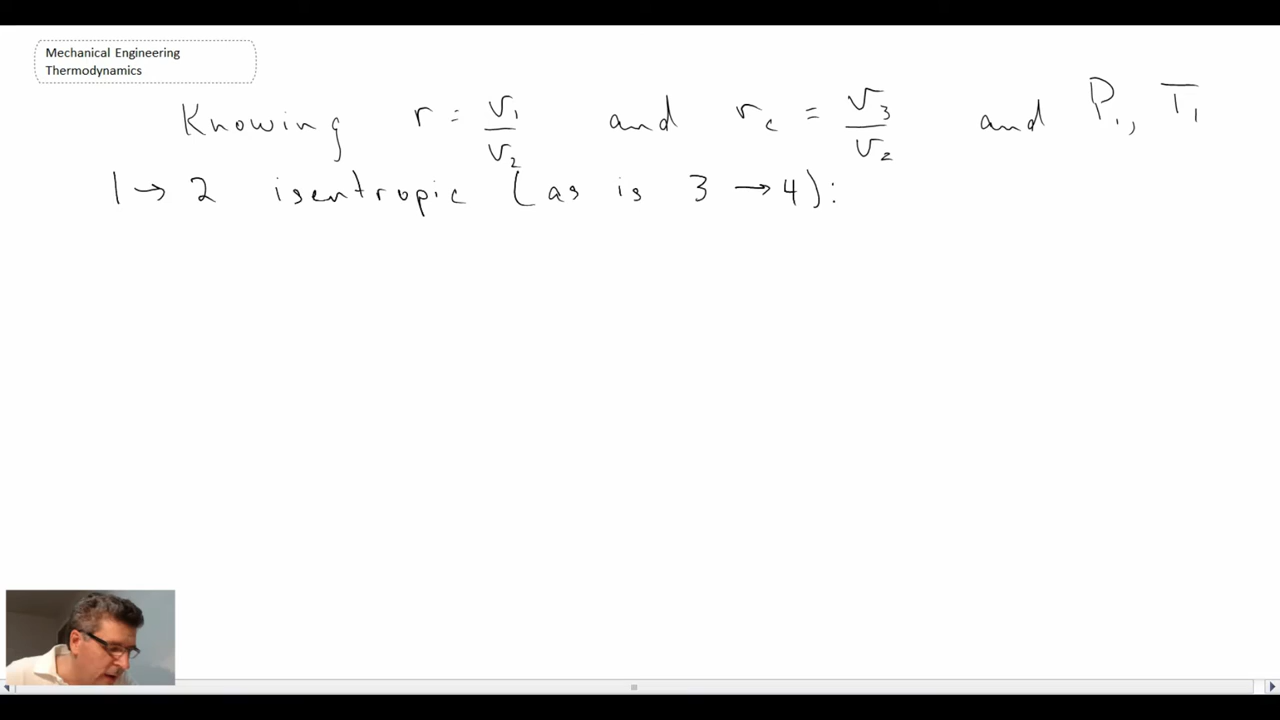 Mechanical Engineering
Thermodynamics
Knowing r = v1/v2 and rc = v3/v2 and P1, T1
1 → 2 isentropic (as is 3 → 4):